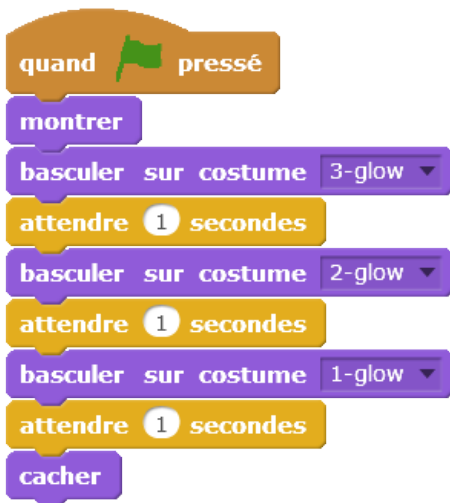 quand pressé
montrer
basculer sur costume 3-glow
attendre 1 secondes
basculer sur costume 2-glow
attendre 1 secondes
basculer sur costume 1-glow
attendre 1 secondes
cacher